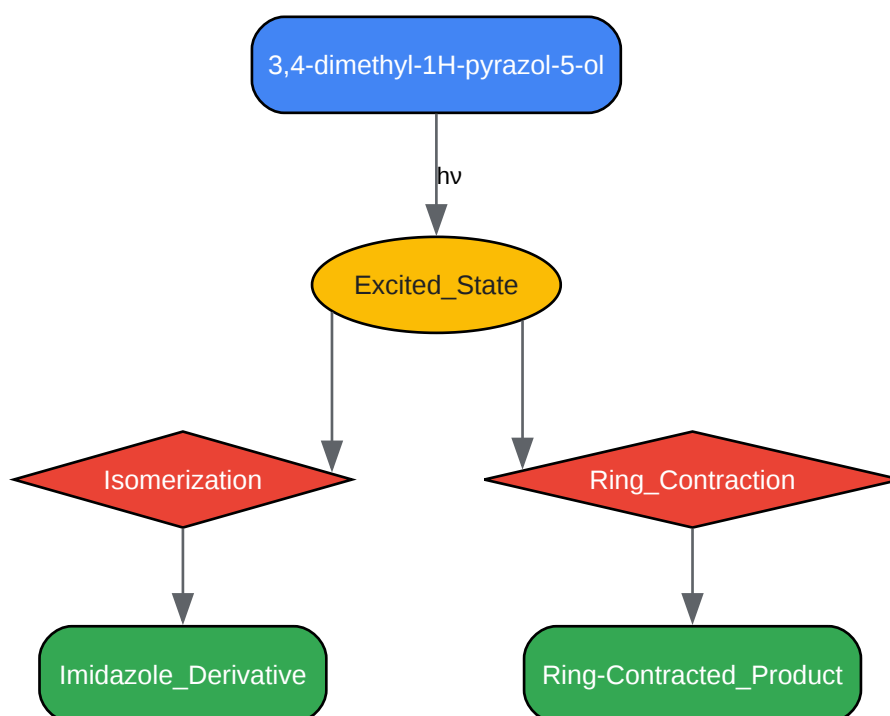 3,4-dimethyl-1H-pyrazol-5-ol
hν
Excited_State
Isomerization
Ring_Contraction
Imidazole_Derivative
Ring-Contracted_Product